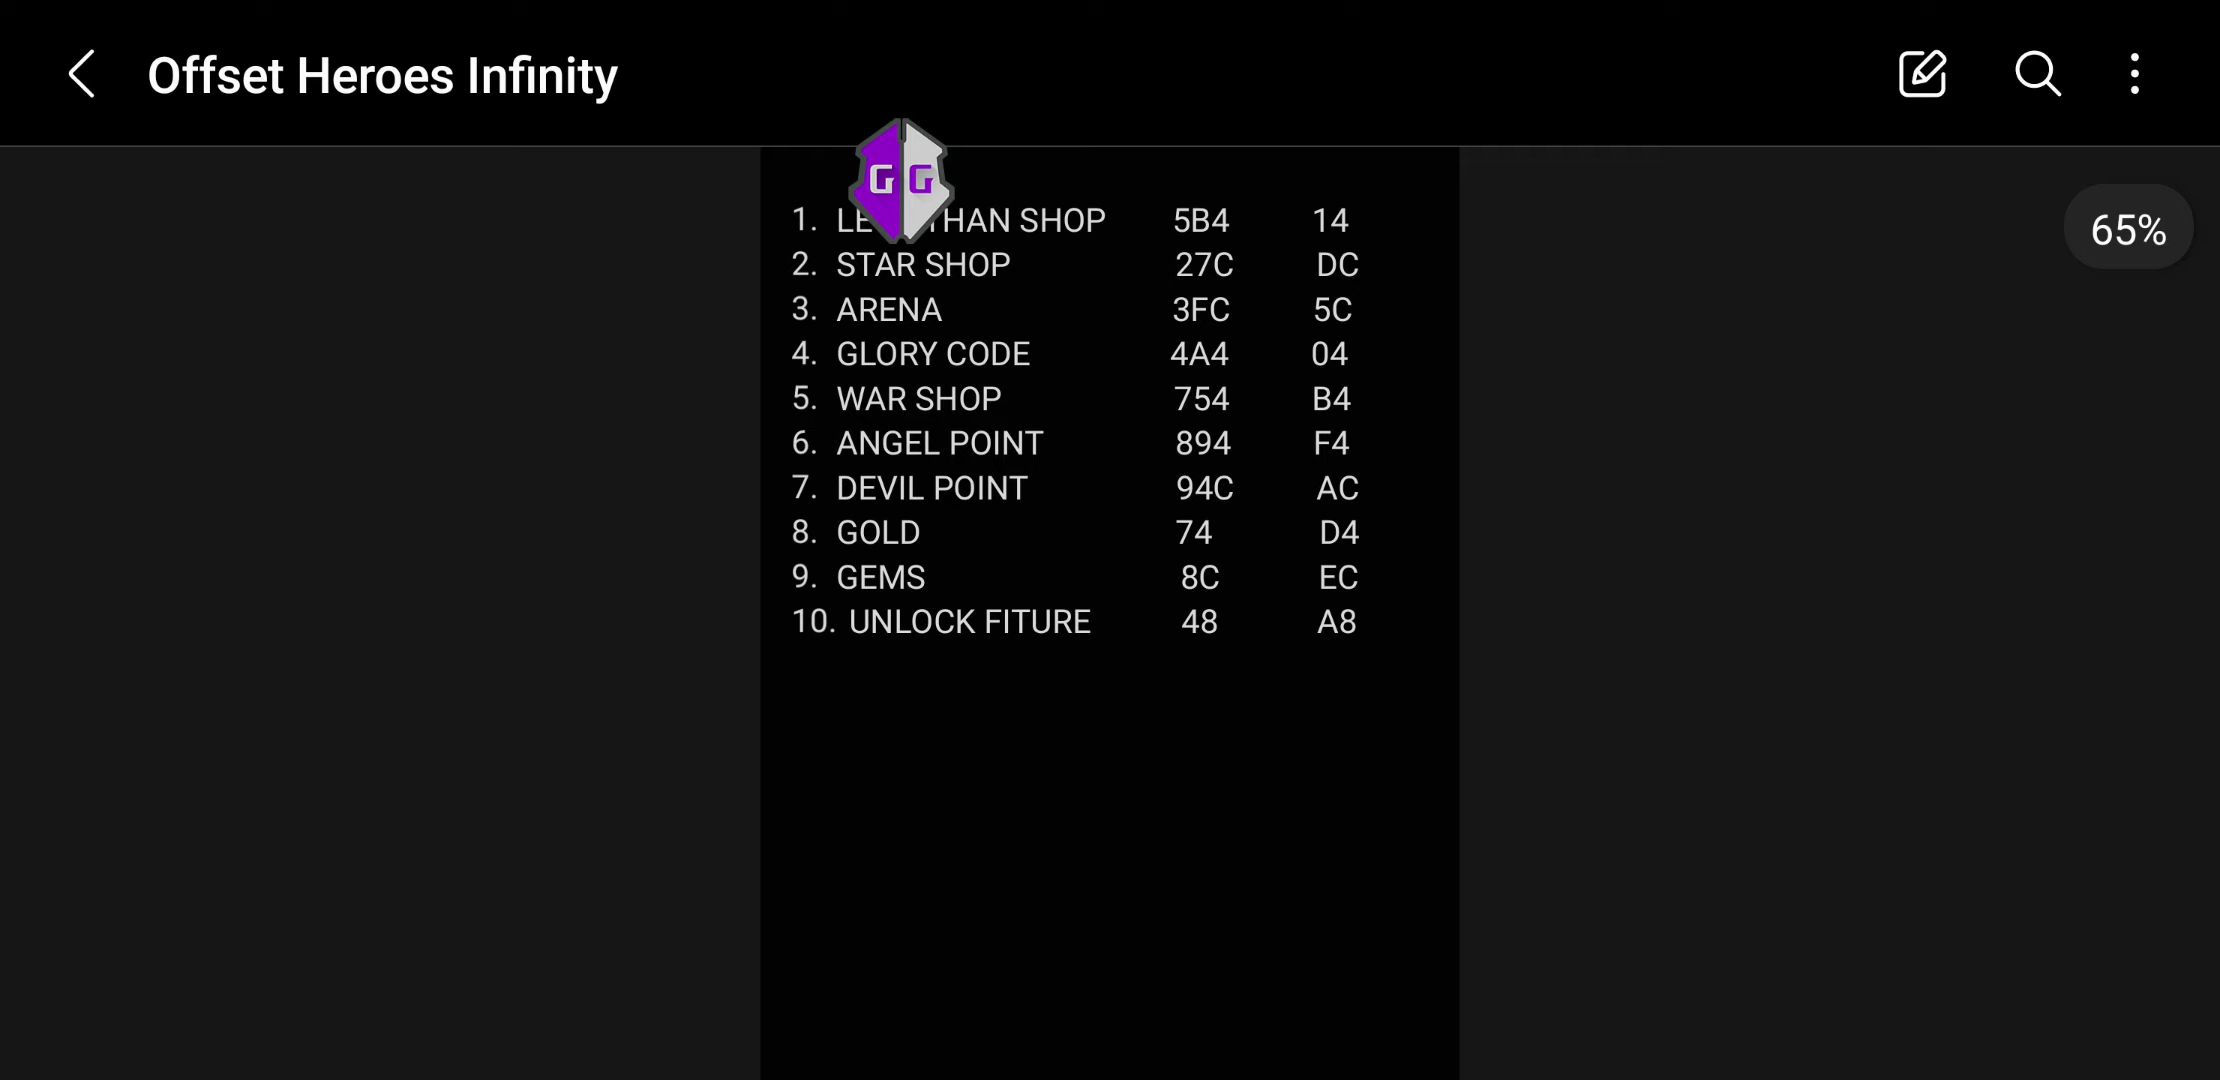 Offset Heroes Infinity
GG
65%
1. LE THAN SHOP 5B4 14
2. STAR SHOP 27C DC
3. ARENA 3FC 5C
4. GLORY CODE 4A4 04
5. WAR SHOP 754 B4
6. ANGEL POINT 894 F4
7. DEVIL POINT 94C AC
8. GOLD 74 D4
9. GEMS 8C EC
10. UNLOCK FITURE 48 A8